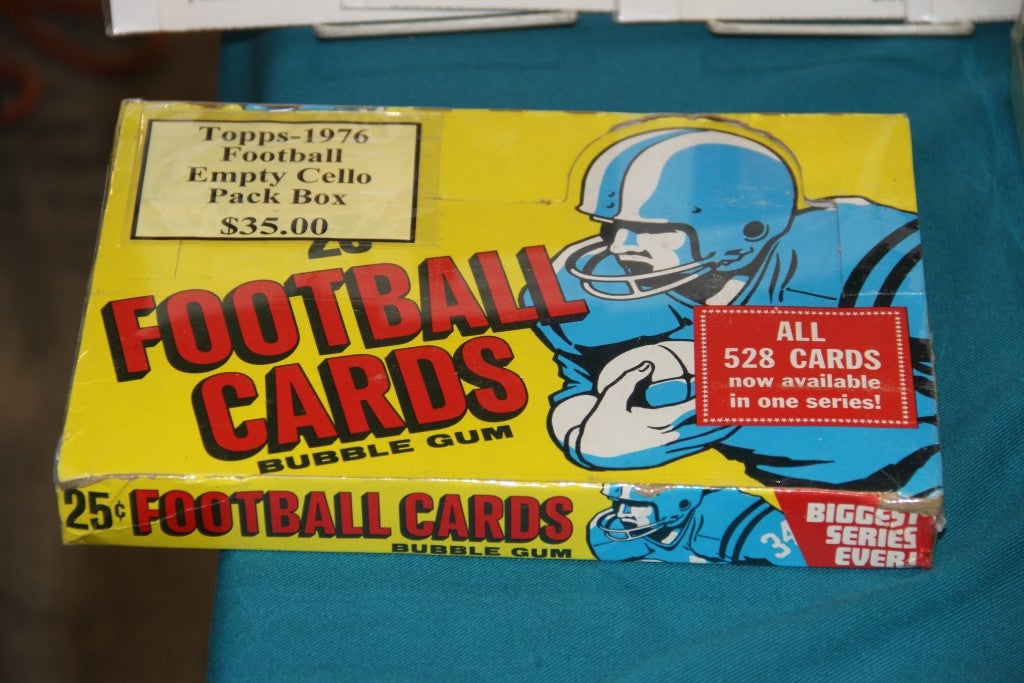 Topps-1976
Football
Empty Cello
Pack Box
$35.00
FOOTBALL
CARDS
BUBBLE GUM
ALL
528 CARDS
now available
in one series!
25¢ FOOTBALL CARDS
BUBBLE GUM
34
BIGGEST
SERIES
EVER!